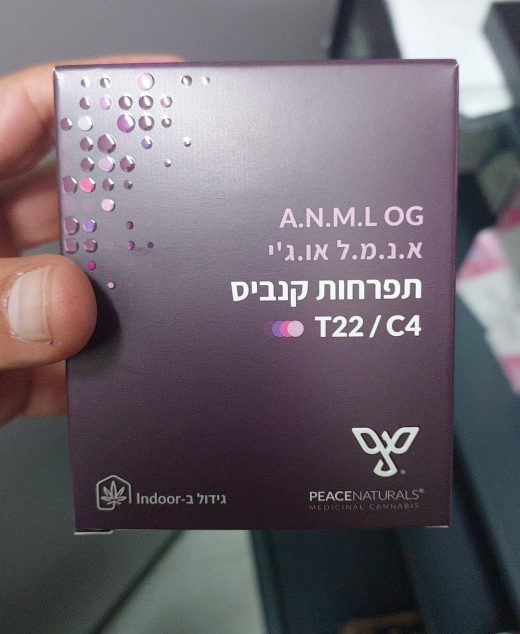 A.N.M.L OG
א.נ.מ.ל או.ג'י
תפרחות קנביס
T22 / C4
גידול ב-Indoor
PEACENATURALS®
MEDICINAL CANNABIS